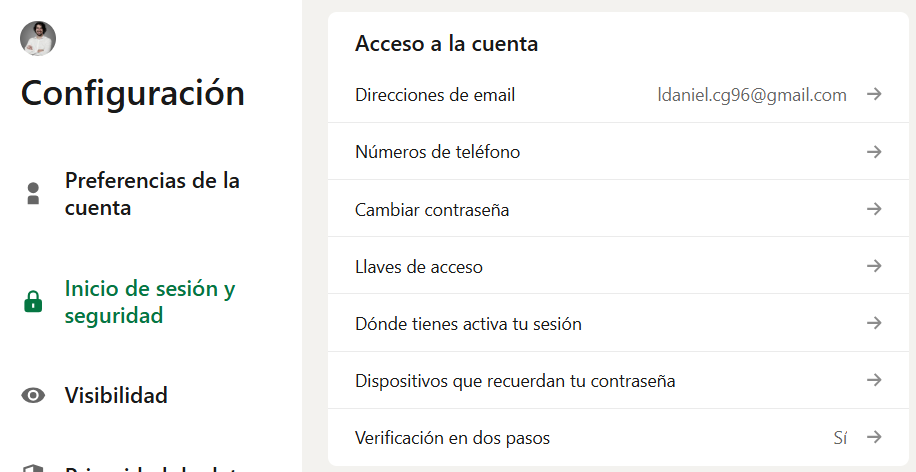 Configuración
Preferencias de la
cuenta
Inicio de sesión y
seguridad
Visibilidad
Acceso a la cuenta
Direcciones de email ldaniel.cg96@gmail.com
Números de teléfono
Cambiar contraseña
Llaves de acceso
Dónde tienes activa tu sesión
Dispositivos que recuerdan tu contraseña
Verificación en dos pasos Sí